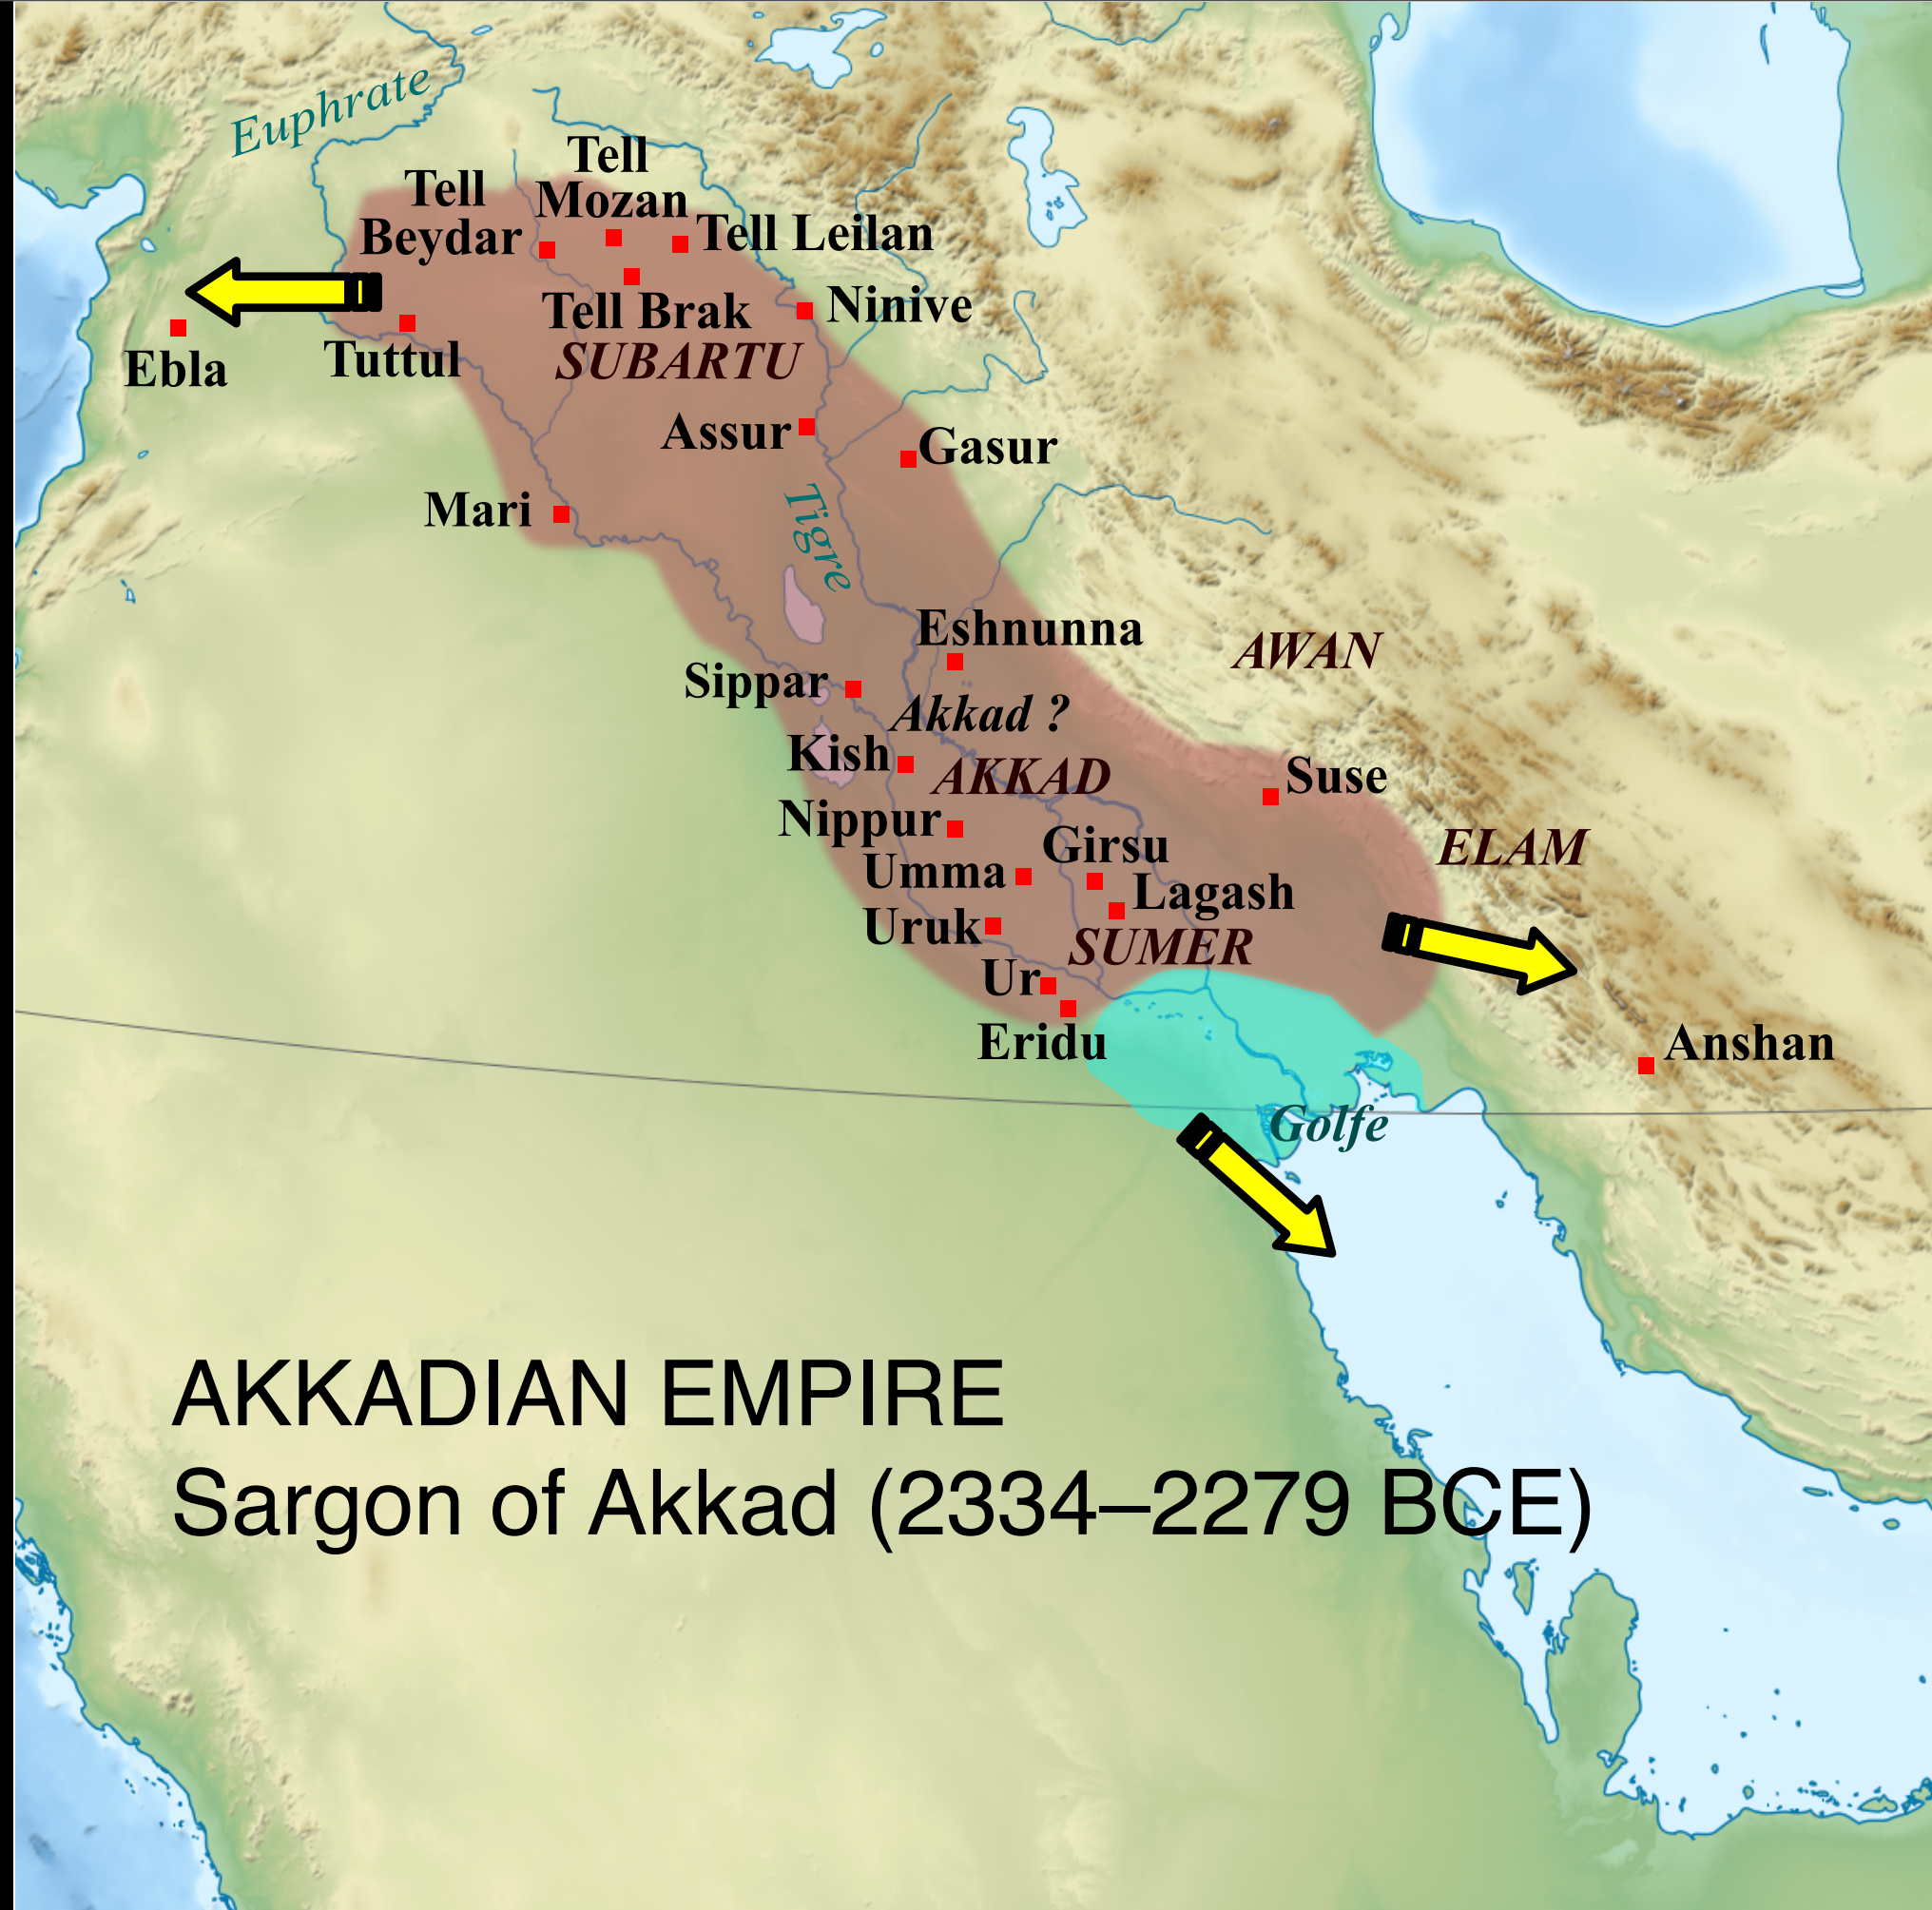 Euphrate
Tell
Mozan
Tell
Beydar
Tell Leilan
Ninive
Tell Brak
SUBARTU
Ebla
Tuttul
Assur
Gasur
Mari
Tigre
Eshnunna
AWAN
Sippar
Akkad ?
Kish
AKKAD
Suse
Nippur
Girsu
ELAM
Umma
Lagash
Uruk
SUMER
Ur
Eridu
Anshan
Golfe
AKKADIAN EMPIRE
Sargon of Akkad (2334–2279 BCE)